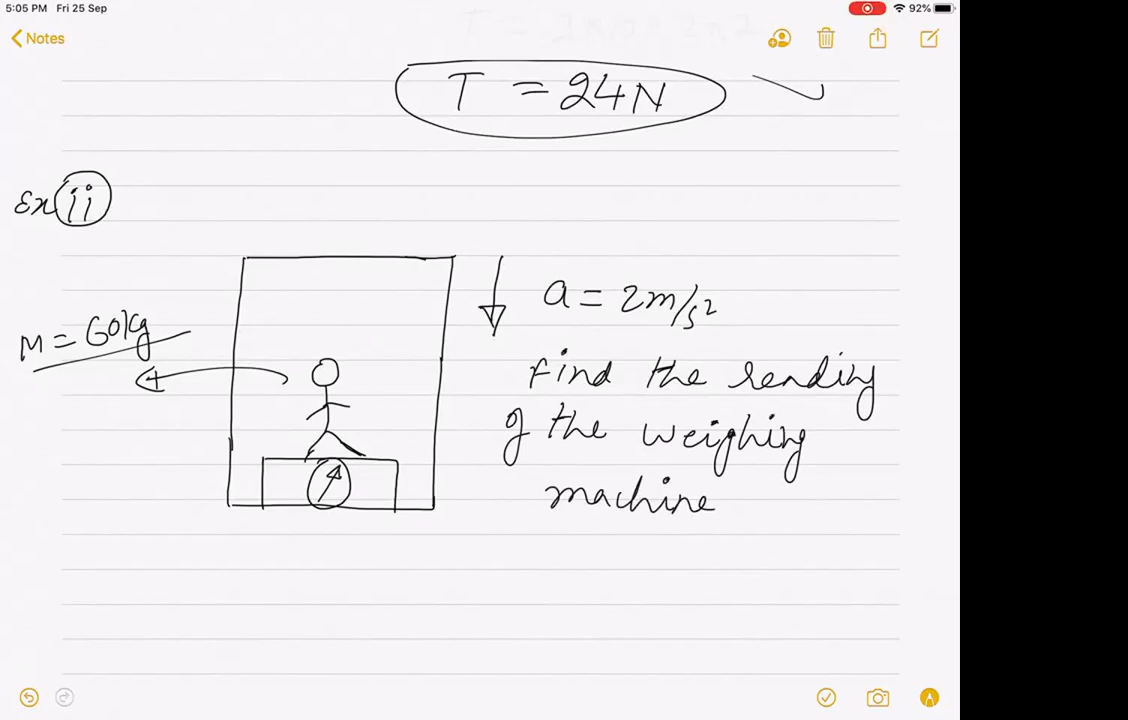 5:05 PM Fri 25 Sep
92%
Notes
T = 24N
Ex ii
M = 60kg
a = 2m/s²
Find the reading
of the weighing
machine